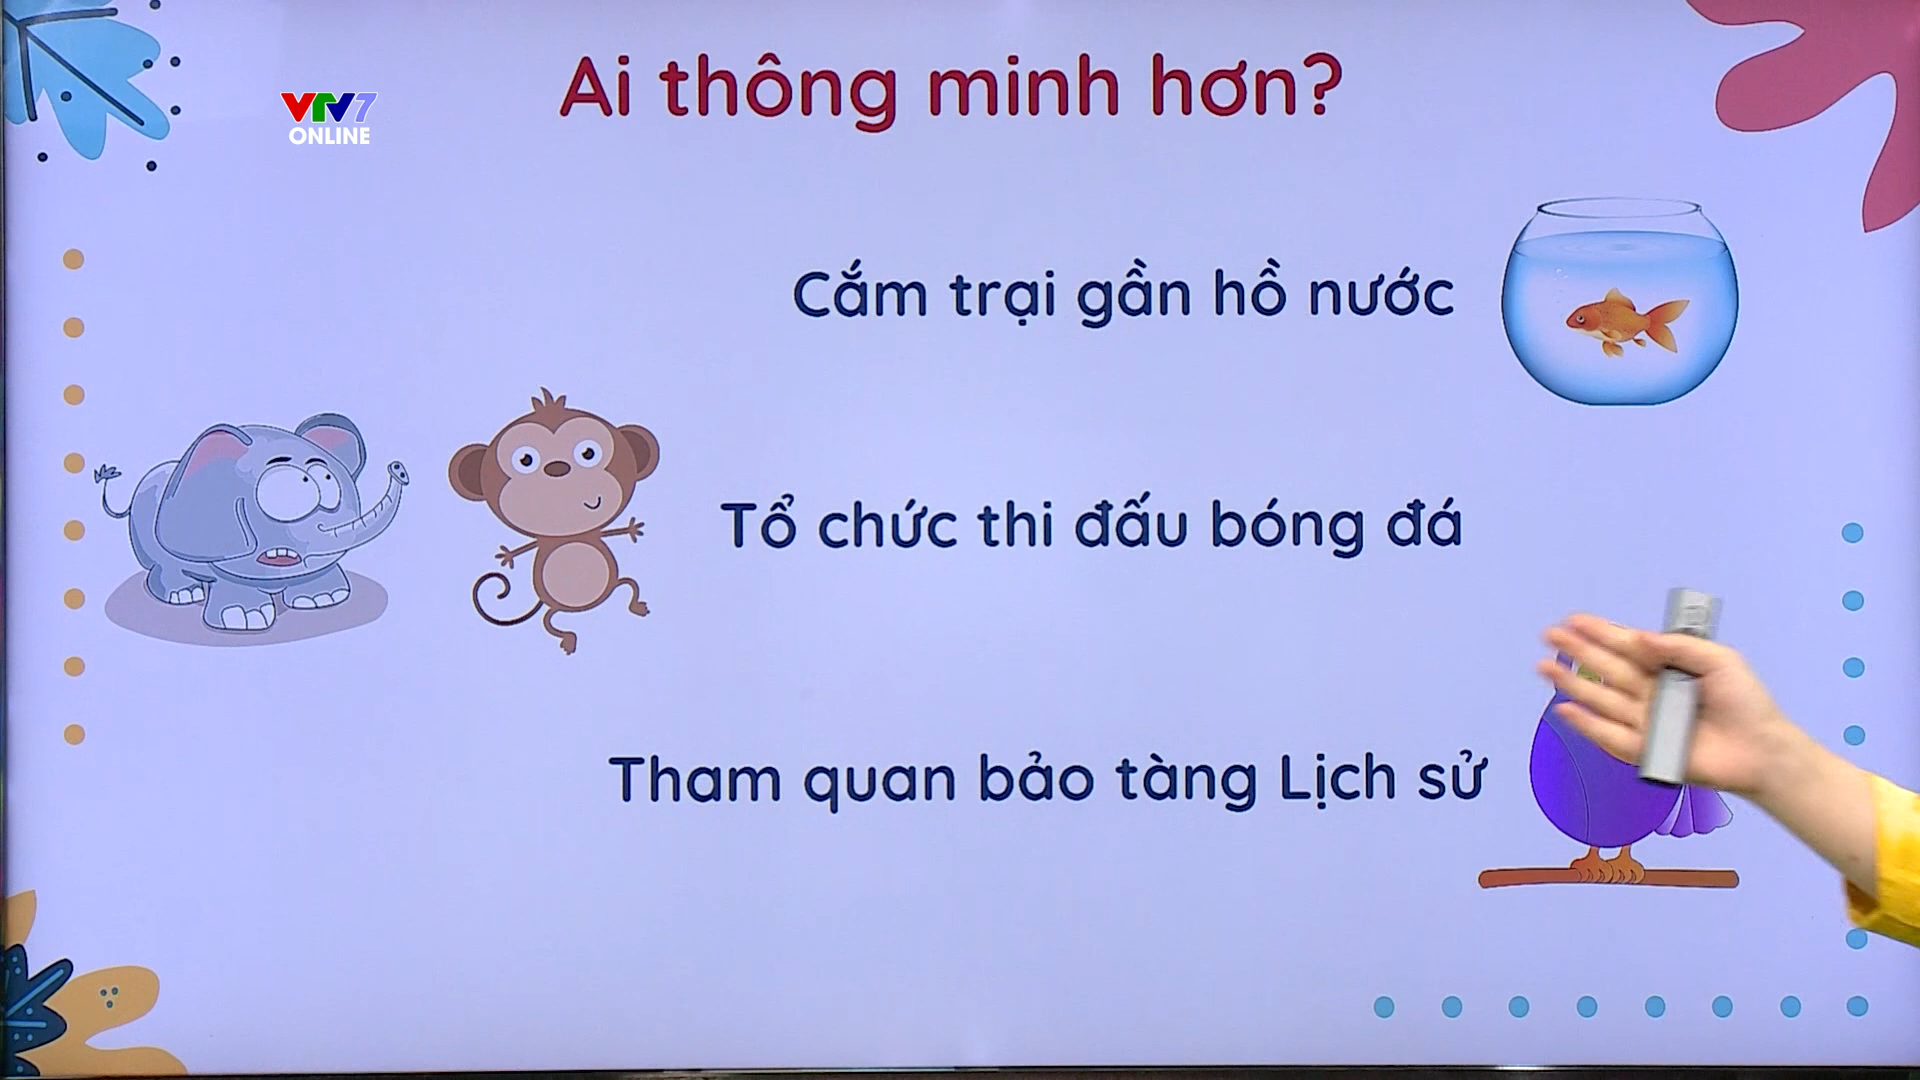 VTV7
ONLINE
Ai thông minh hơn?
Cắm trại gần hồ nước
Tổ chức thi đấu bóng đá
Tham quan bảo tàng Lịch sử